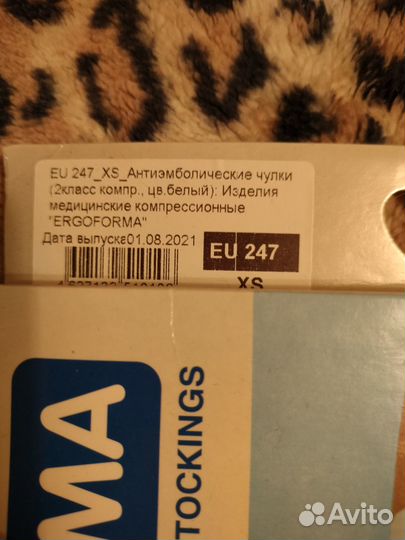 EU 247_XS_Антиэмболические чулки
(2класс компр., цв.белый): Изделия
медицинские компрессионные
"ERGOFORMA"
Дата выпуска01.08.2021
EU 247
XS
MA
TOCKINGS
Avito